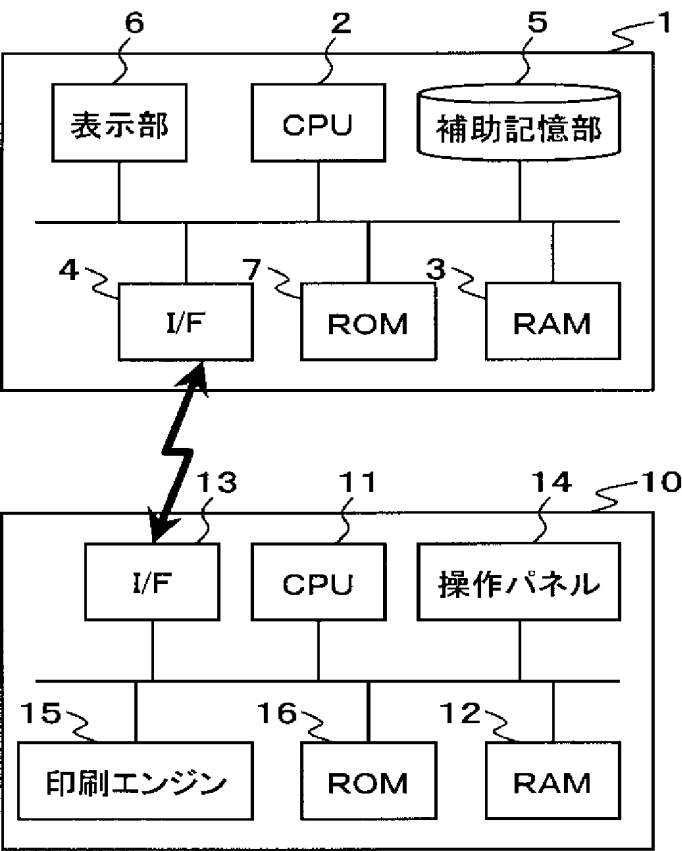 6 2 5 1
表示部 CPU 補助記憶部
4 7 3
I/F ROM RAM
13 11 14 10
I/F CPU 操作パネル
15 16 12
印刷エンジン ROM RAM